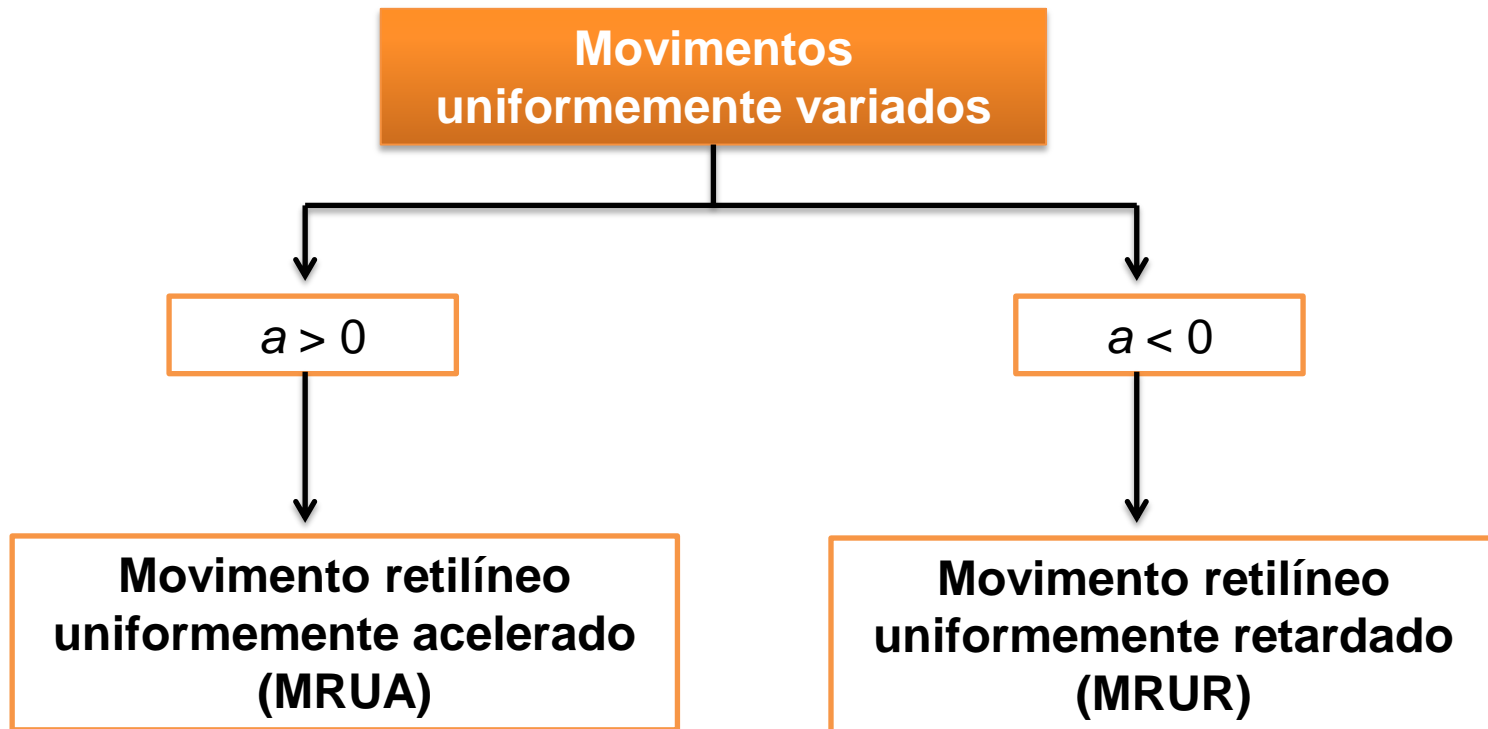 Movimentos
uniformemente variados
a > 0
a < 0
Movimento retilíneo
uniformemente acelerado
(MRUA)
Movimento retilíneo
uniformemente retardado
(MRUR)